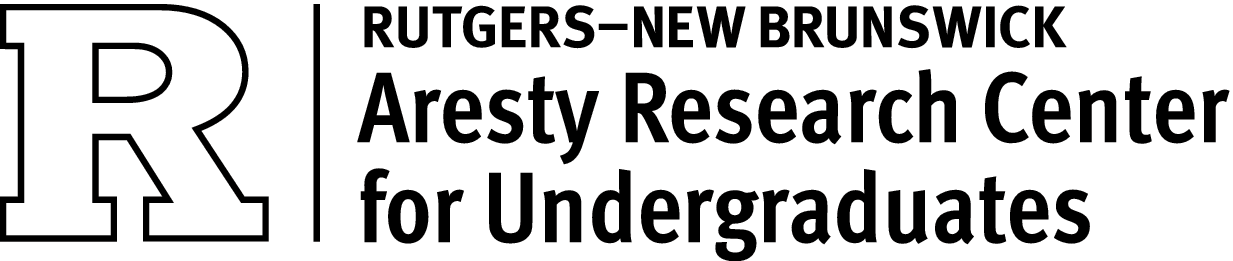 R
RUTGERS–NEW BRUNSWICK
Aresty Research Center
for Undergraduates